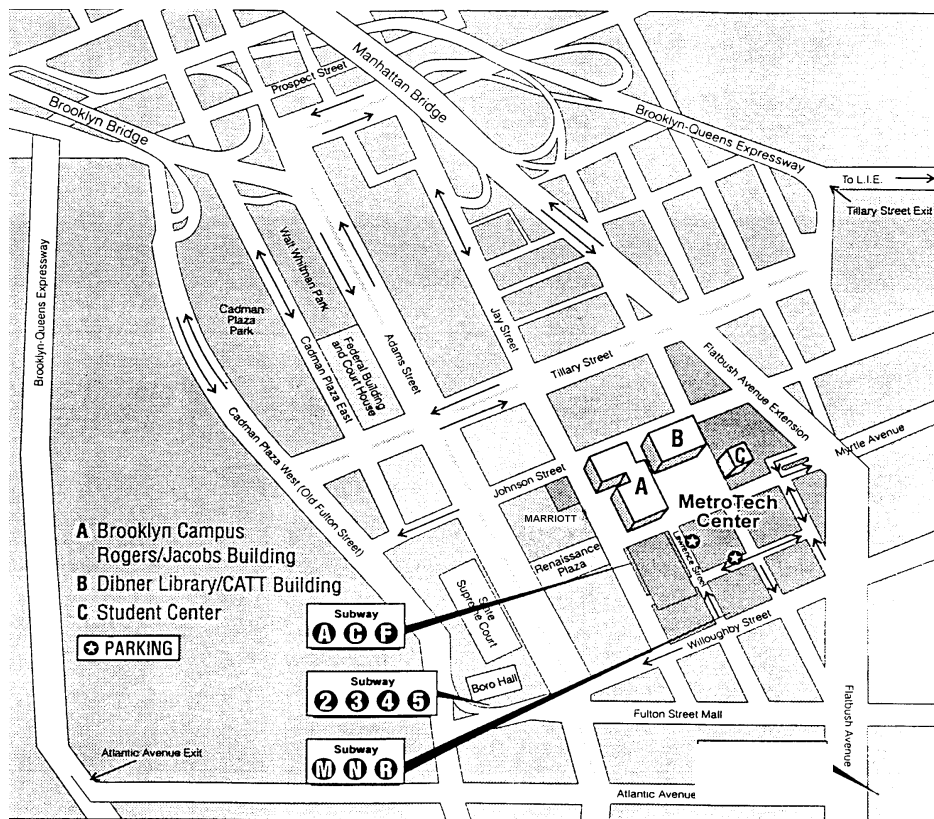 Prospect Street
Manhattan Bridge
Brooklyn Bridge
Brooklyn-Queens Expressway
To L.I.E.
Tillary Street Exit
Brooklyn-Queens Expressway
Walt Whitman Park
Cadman
Plaza
Park
Jay Street
Federal Building
and Court House
Adams Street
Cadman Plaza East
Tillary Street
Flatbush Avenue Extension
Cadman Plaza West (Old Fulton Street)
Myrtle Avenue
B
C
A
Johnson Street
MetroTech
Center
MARRIOTT
Lawrence Street
Renaissance
Plaza
A Brooklyn Campus
Rogers/Jacobs Building
B Dibner Library/CATT Building
C Student Center
PARKING
State
Supreme Court
Subway
A C F
Willoughby Street
Boro Hall
Subway
2 3 4 5
Fulton Street Mall
Flatbush Avenue
Subway
M N R
Atlantic Avenue Exit
Atlantic Avenue